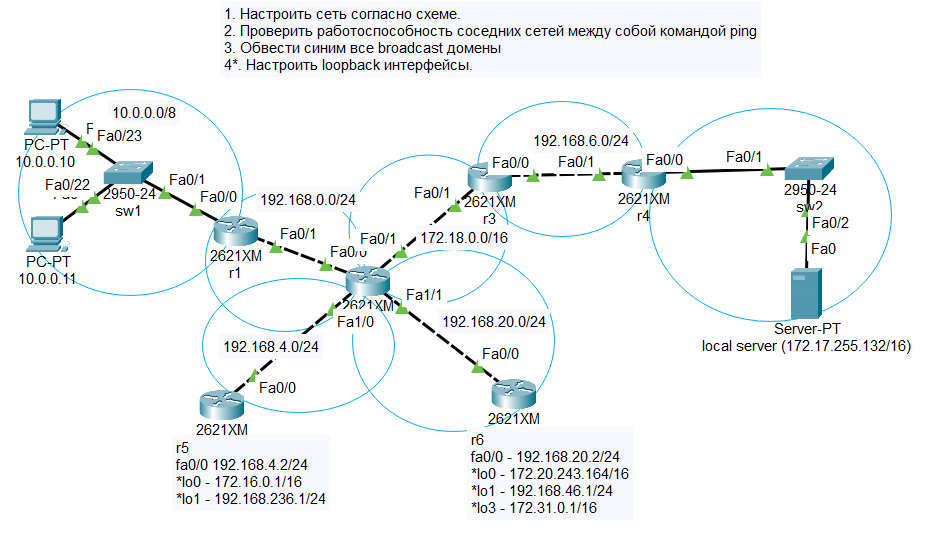 1. Настроить сеть согласно схеме.
2. Проверить работоспособность соседних сетей между собой командой ping
3. Обвести синим все broadcast домены
4*. Настроить loopback интерфейсы.
10.0.0.0/8
Fa0/23
PC-PT
10.0.0.10
Fa0/22
Fa0/1
2950-24
sw1
Fa0/0
PC-PT
10.0.0.11
192.168.0.0/24
2621XM
r1
Fa0/1
Fa0/0
Fa0/1
172.18.0.0/16
Fa0/1
Fa0/0
2621XM
r3
192.168.6.0/24
Fa0/1
Fa0/0
2621XM
r4
Fa0/1
2950-24
sw2
Fa0/2
Fa0
Server-PT
local server (172.17.255.132/16)
2621XM
Fa1/0
Fa1/1
192.168.4.0/24
192.168.20.0/24
Fa0/0
Fa0/0
2621XM
r5
fa0/0 192.168.4.2/24
*lo0 - 172.16.0.1/16
*lo1 - 192.168.236.1/24
2621XM
r6
fa0/0 - 192.168.20.2/24
*lo0 - 172.20.243.164/16
*lo1 - 192.168.46.1/24
*lo3 - 172.31.0.1/16